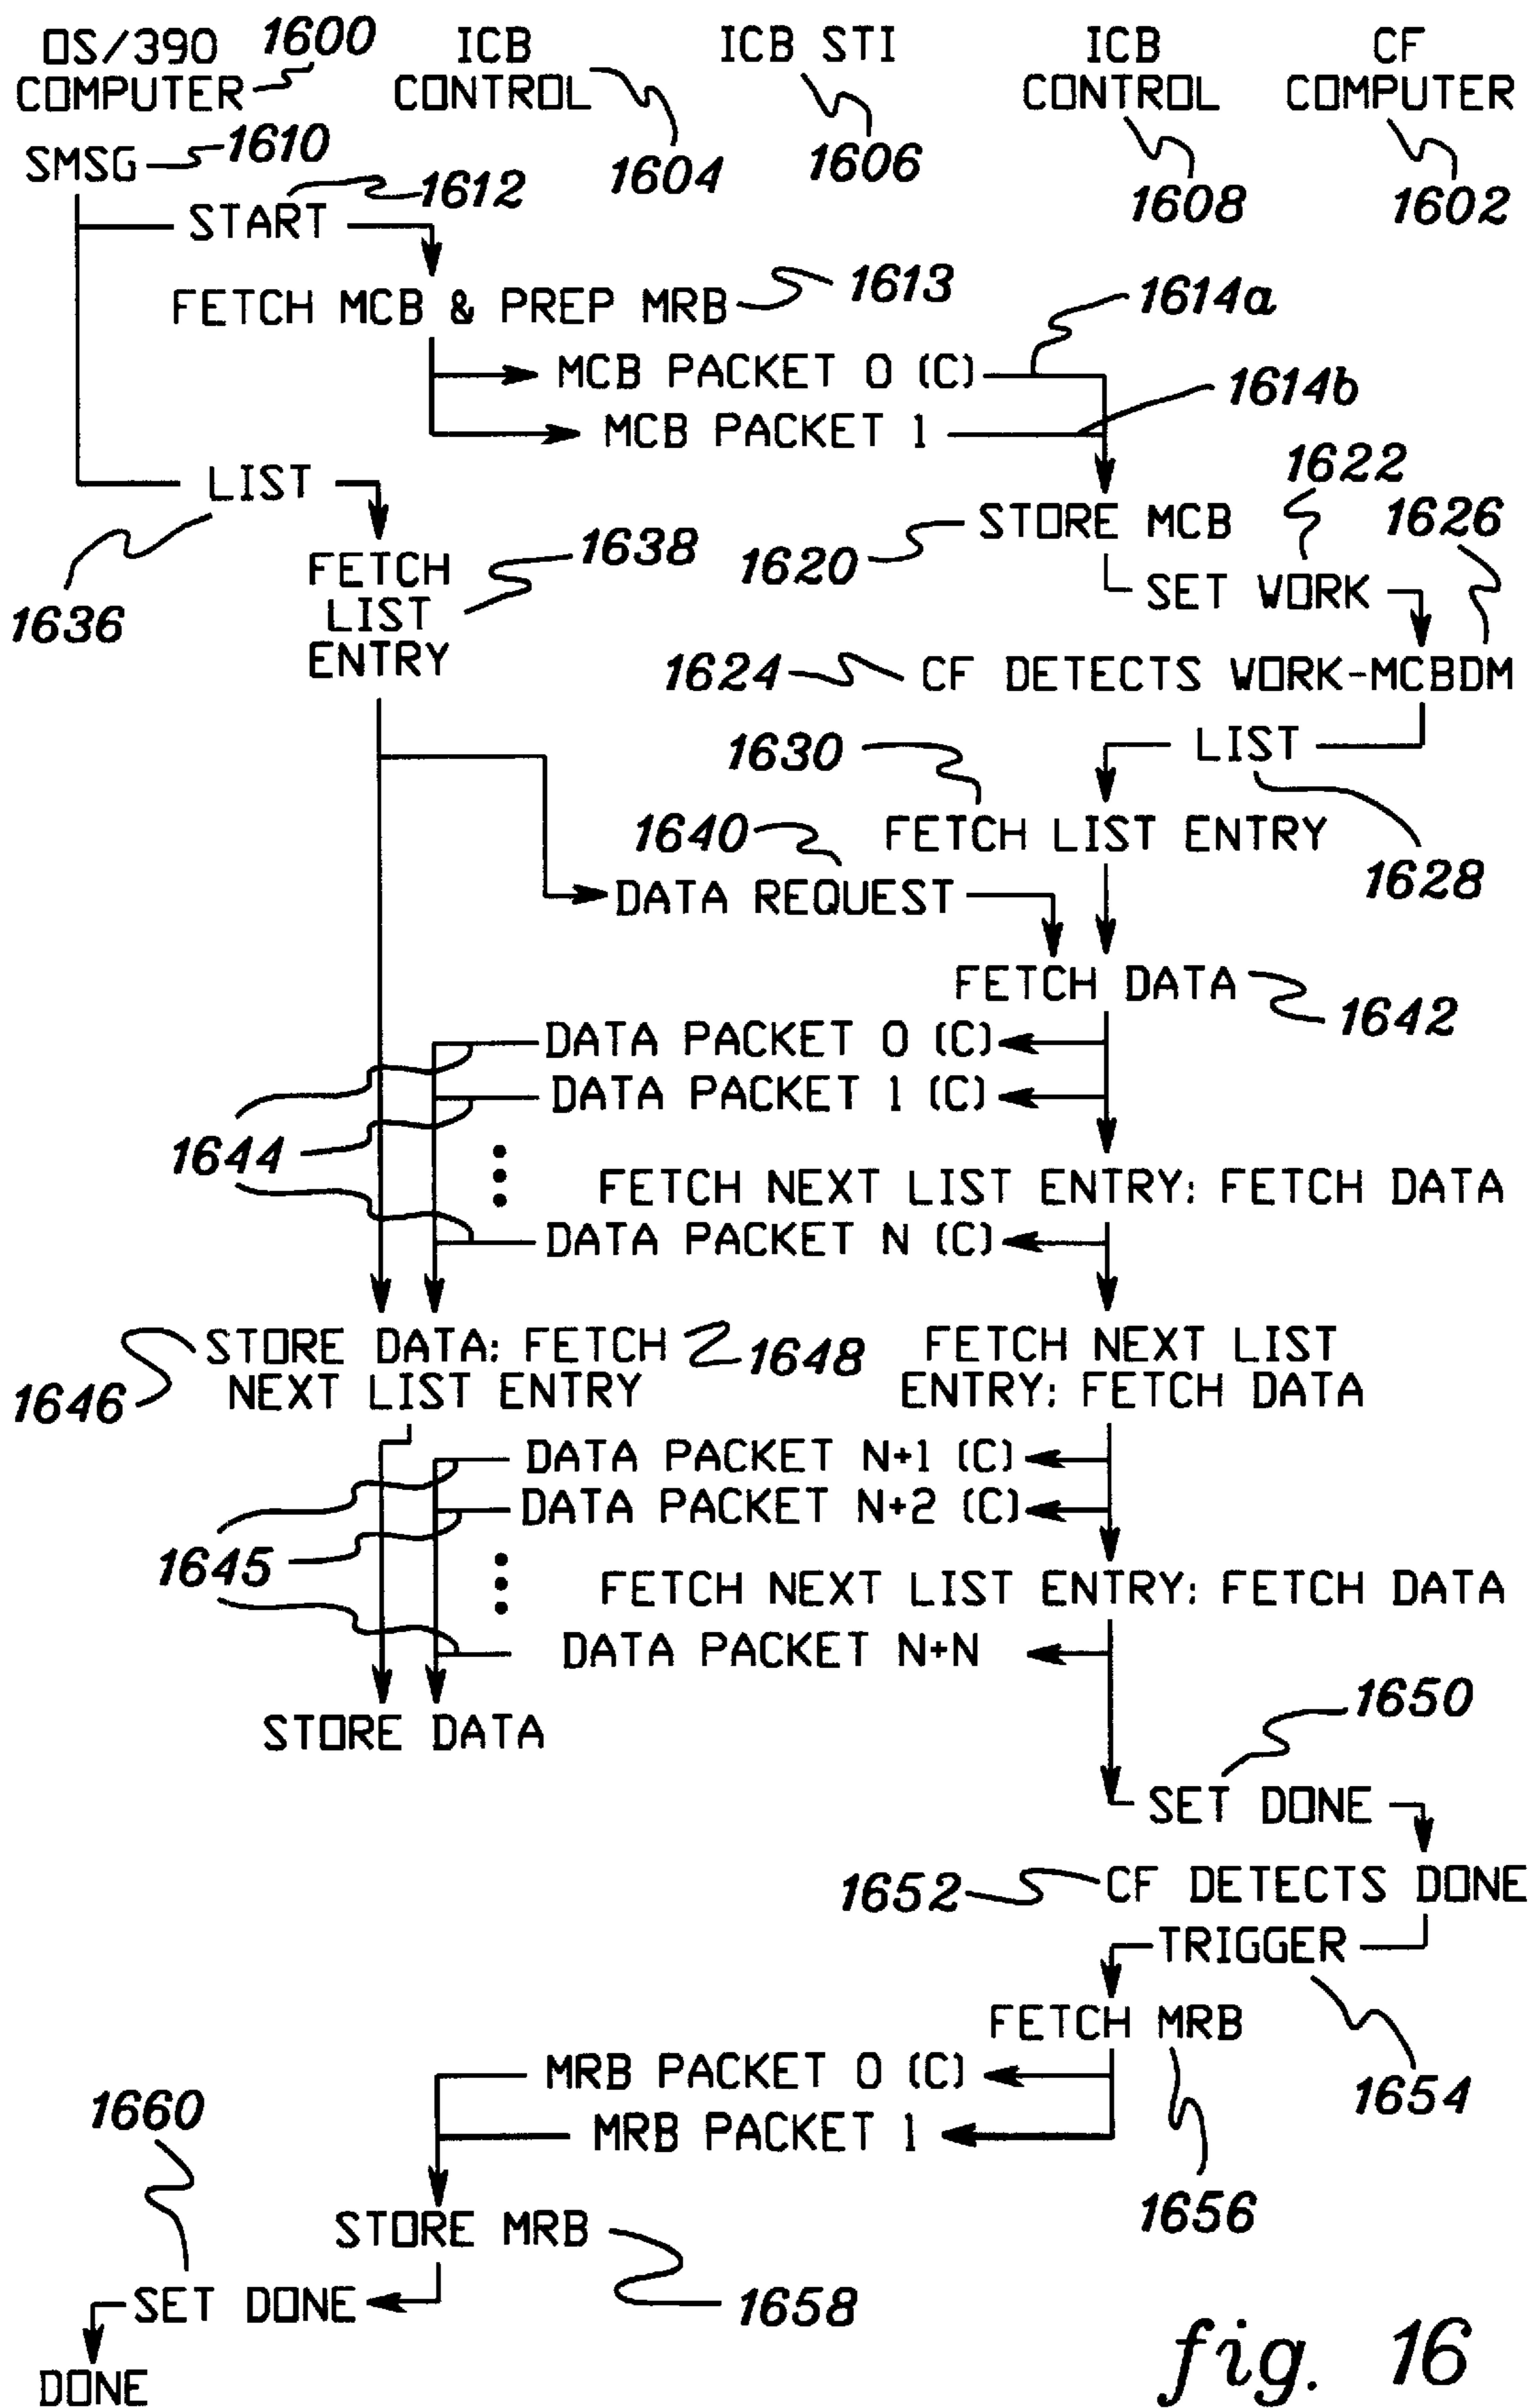 OS/390 1600 ICB ICB STI ICB CF
COMPUTER CONTROL CONTROL COMPUTER
SMSG 1610 1604 1606 1608 1602
START 1612
FETCH MCB & PREP MRB 1613
MCB PACKET 0 (C) 1614a
MCB PACKET 1 1614b
LIST 1622
1636 FETCH 1638 1620 STORE MCB 1626
LIST SET WORK
ENTRY
1624 CF DETECTS WORK-MCBDM
1630 LIST
1640 FETCH LIST ENTRY
DATA REQUEST 1628
FETCH DATA 1642
DATA PACKET 0 (C)
DATA PACKET 1 (C)
1644
FETCH NEXT LIST ENTRY: FETCH DATA
DATA PACKET N (C)
STORE DATA: FETCH 1648 FETCH NEXT LIST
1646 NEXT LIST ENTRY ENTRY: FETCH DATA
DATA PACKET N+1 (C)
DATA PACKET N+2 (C)
1645
FETCH NEXT LIST ENTRY: FETCH DATA
DATA PACKET N+N
STORE DATA 1650
SET DONE
1652 CF DETECTS DONE
TRIGGER
FETCH MRB
MRB PACKET 0 (C) 1654
1660 MRB PACKET 1
1656
STORE MRB
SET DONE 1658
DONE
fig. 16